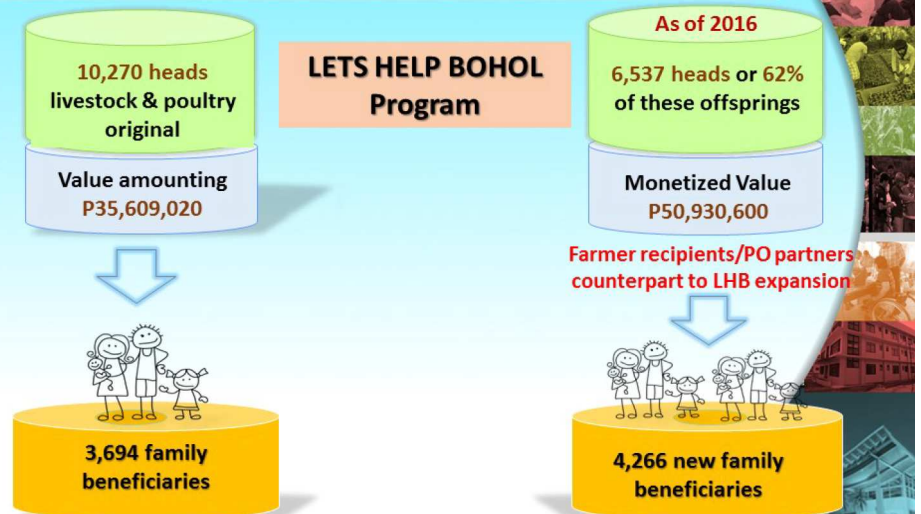 LETS HELP BOHOL
Program
10,270 heads
livestock & poultry
original
Value amounting
P35,609,020
3,694 family
beneficiaries
As of 2016
6,537 heads or 62%
of these offsprings
Monetized Value
P50,930,600
Farmer recipients/PO partners
counterpart to LHB expansion
4,266 new family
beneficiaries